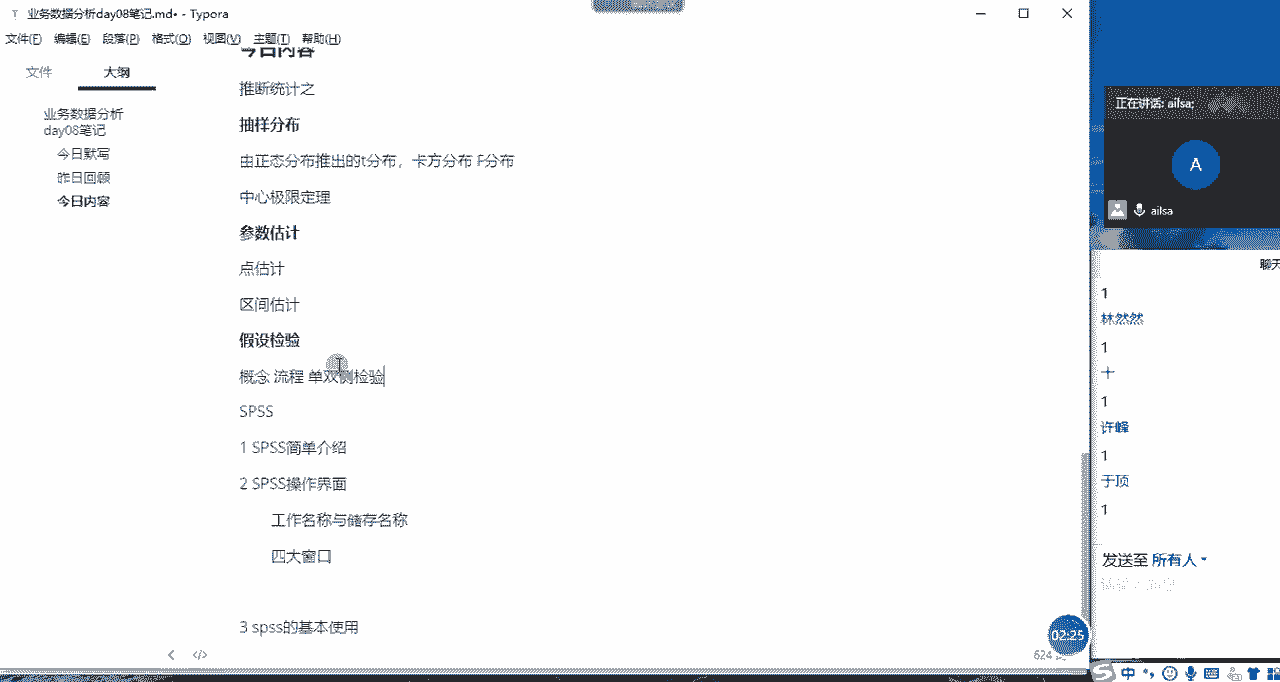 业务数据分析day08笔记.md• - Typora
文件(F) 编辑(E) 段落(P) 格式(O) 视图(V) 主题(T) 帮助(H)
文件 大纲
业务数据分析
day08笔记
今日默写
昨日回顾
今日内容
今日内容
推断统计之
抽样分布
由正态分布推出的t分布，卡方分布 F分布
中心极限定理
参数估计
点估计
区间估计
假设检验
概念 流程 单双侧检验
SPSS
1 SPSS简单介绍
2 SPSS操作界面
工作名称与储存名称
四大窗口
3 spss的基本使用
624
02:25
正在讲话: ailsa;
A
ailsa
聊天
1
林然然
1
十
1
许峰
1
于顶
1
发送至 所有人
中